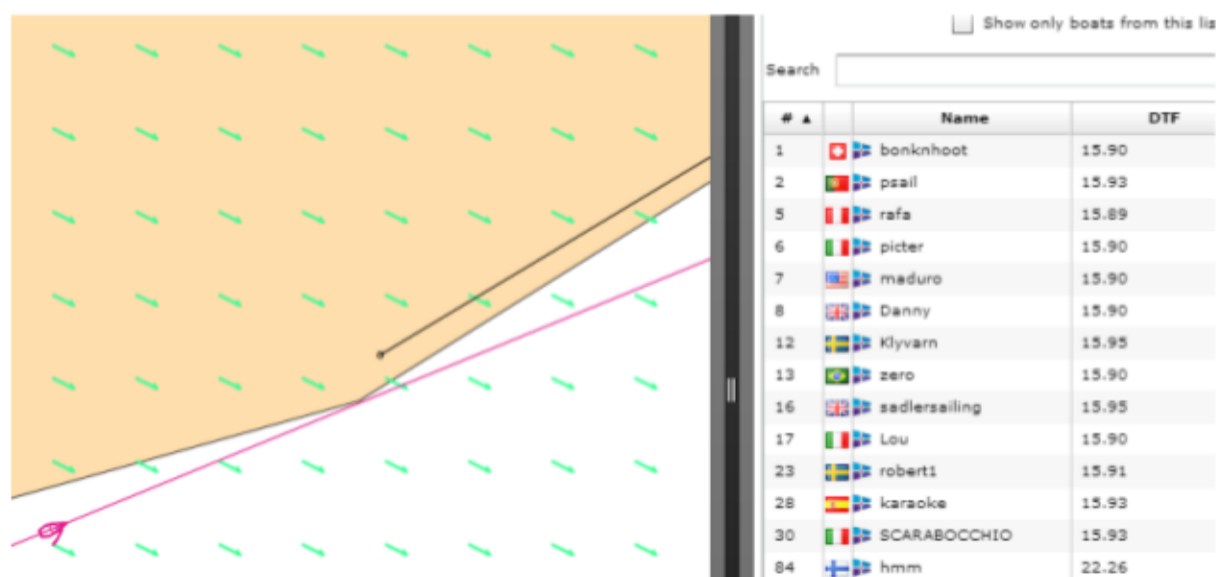 Show only boats from this lis
Search
# ▲ Name DTF
1 bonknhoot 15.90
2 psail 15.93
5 rafa 15.89
6 picter 15.90
7 maduro 15.90
8 Danny 15.90
12 Klyvarn 15.95
13 zero 15.90
16 sadlersailing 15.95
17 Lou 15.90
23 robert1 15.91
28 karaoke 15.93
30 SCARABOCCHIO 15.93
84 hmm 22.26